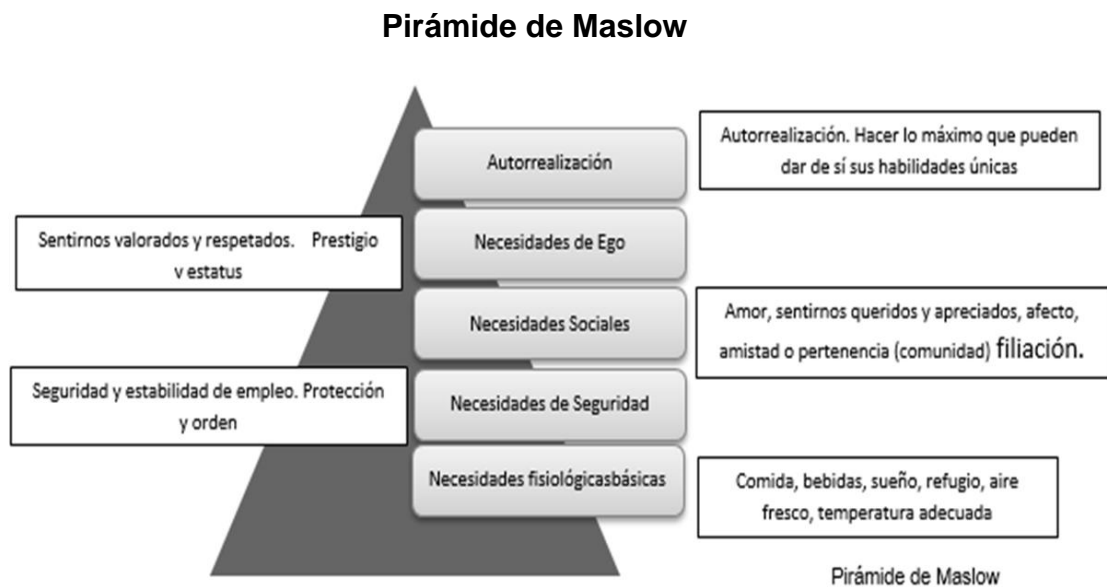 Pirámide de Maslow
Autorrealización
Autorrealización. Hacer lo máximo que pueden
dar de sí sus habilidades únicas
Sentirnos valorados y respetados. Prestigio
v estatus
Necesidades de Ego
Necesidades Sociales
Amor, sentirnos queridos y apreciados, afecto,
amistad o pertenencia (comunidad) filiación.
Seguridad y estabilidad de empleo. Protección
y orden
Necesidades de Seguridad
Necesidades fisiológicasbásicas
Comida, bebidas, sueño, refugio, aire
fresco, temperatura adecuada
Pirámide de Maslow